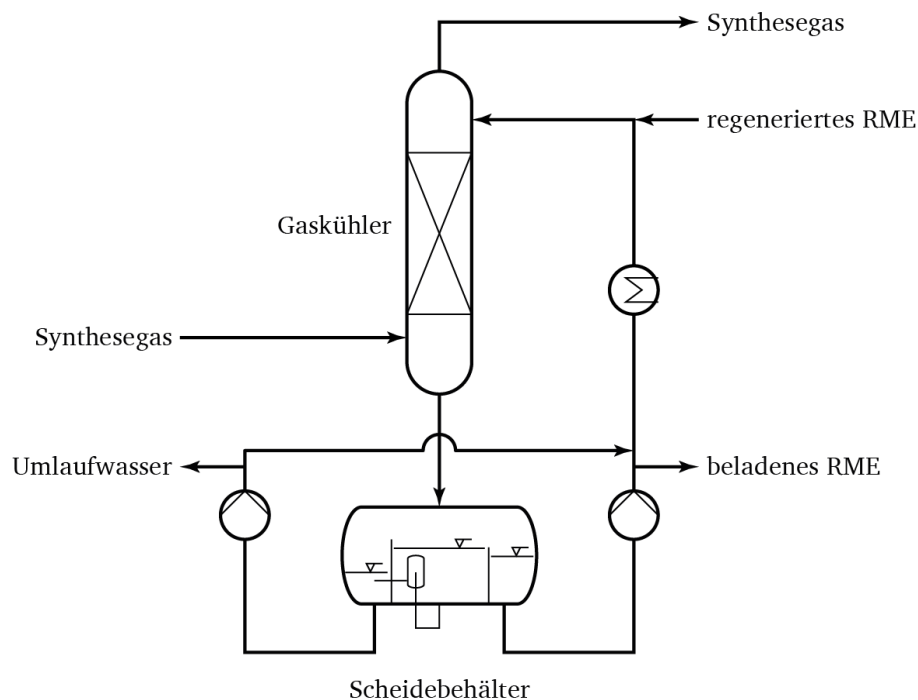 Synthesegas
regeneriertes RME
Gaskühler
Synthesegas
Umlaufwasser
beladenes RME
Scheidebehälter